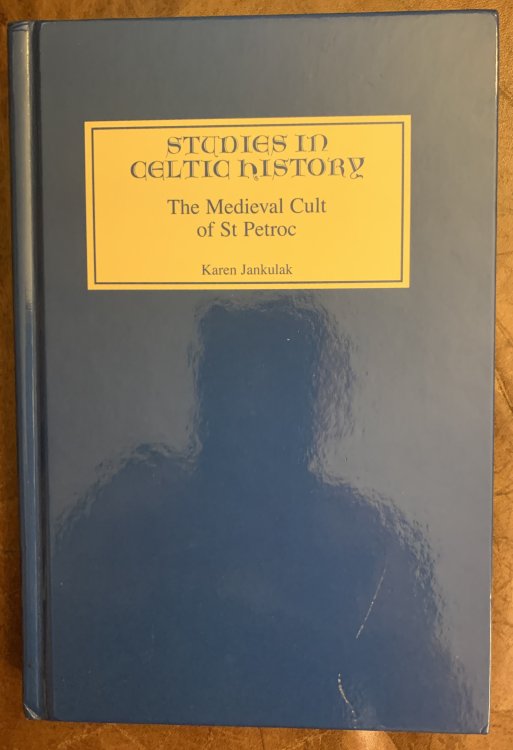 STUDIES IN
CELTIC HISTORY
The Medieval Cult
of St Petroc
Karen Jankulak